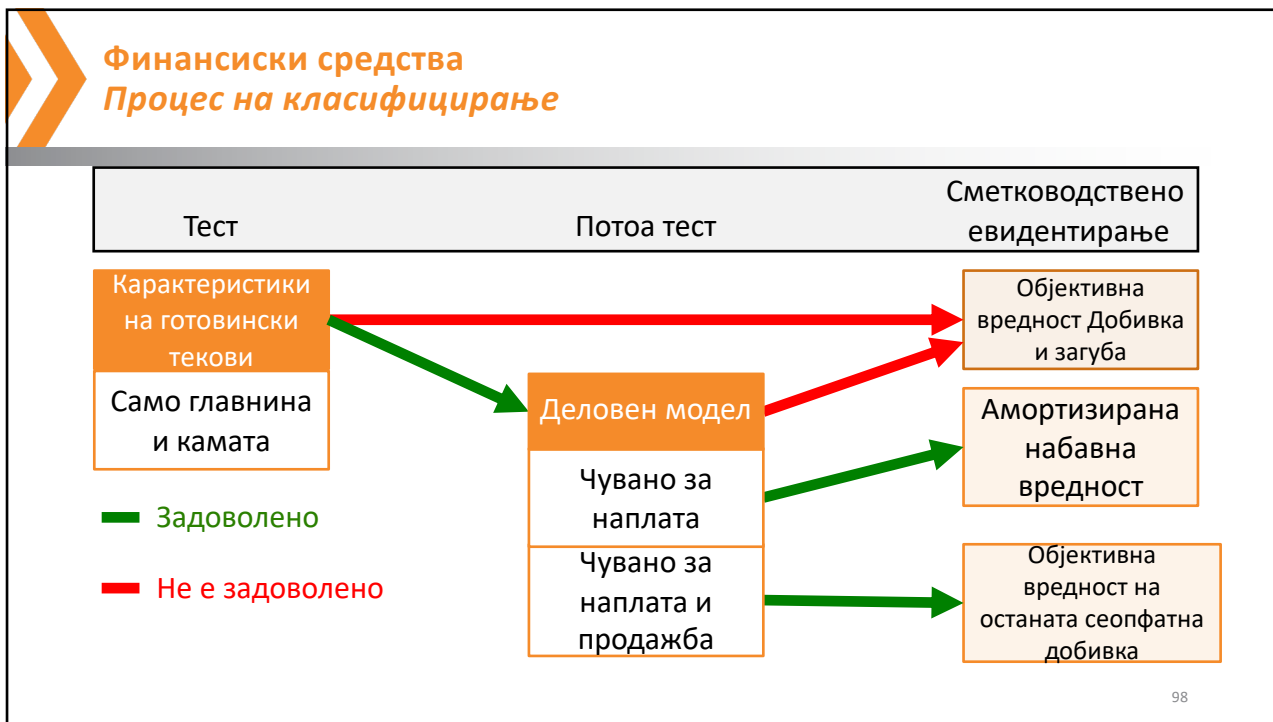 Финансиски средства
Процес на класифицирање
Тест
Потоа тест
Сметководствено
евидентирање
Карактеристики
на готовински
текови
Само главнина
и камата
Задоволено
Не е задоволено
Деловен модел
Чувано за
наплата
Чувано за
наплата и
продажба
Објективна
вредност Добивка
и загуба
Амортизирана
набавна
вредност
Објективна
вредност на
останата сеопфатна
добивка
98